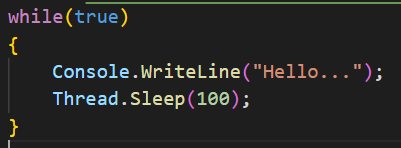 while(true)
{
    Console.WriteLine("Hello...");
    Thread.Sleep(100);
}